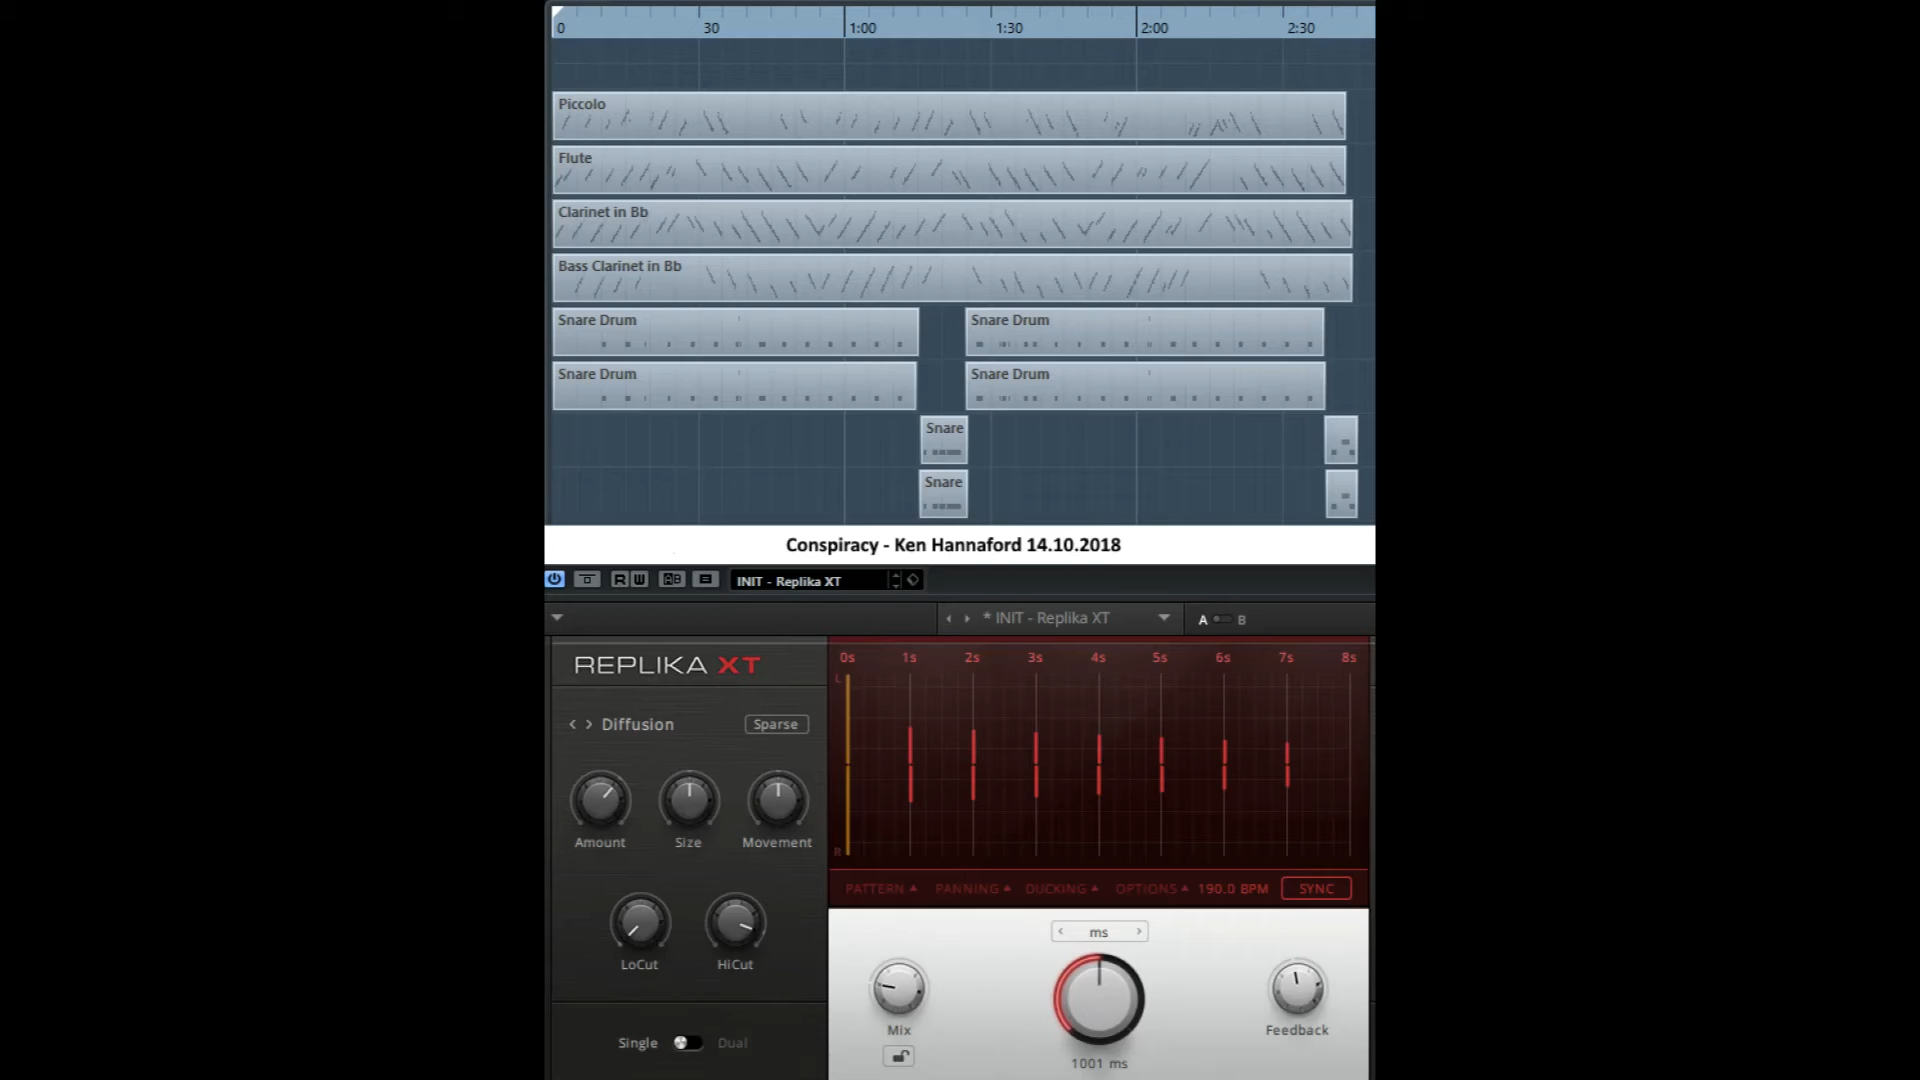 0 30 1:00 1:30 2:00 2:30
Piccolo
Flute
Clarinet in Bb
Bass Clarinet in Bb
Snare Drum Snare Drum
Snare Drum Snare Drum
Snare
Snare
Conspiracy - Ken Hannaford 14.10.2018
R W AB INIT - Replika XT
* INIT - Replika XT A B
REPLIKA XT
0s 1s 2s 3s 4s 5s 6s 7s 8s
L
Diffusion Sparse
Amount Size Movement
R
PATTERN PANNING DUCKING OPTIONS 190.0 BPM SYNC
ms
LoCut HiCut
Mix Feedback
Single Dual
1001 ms